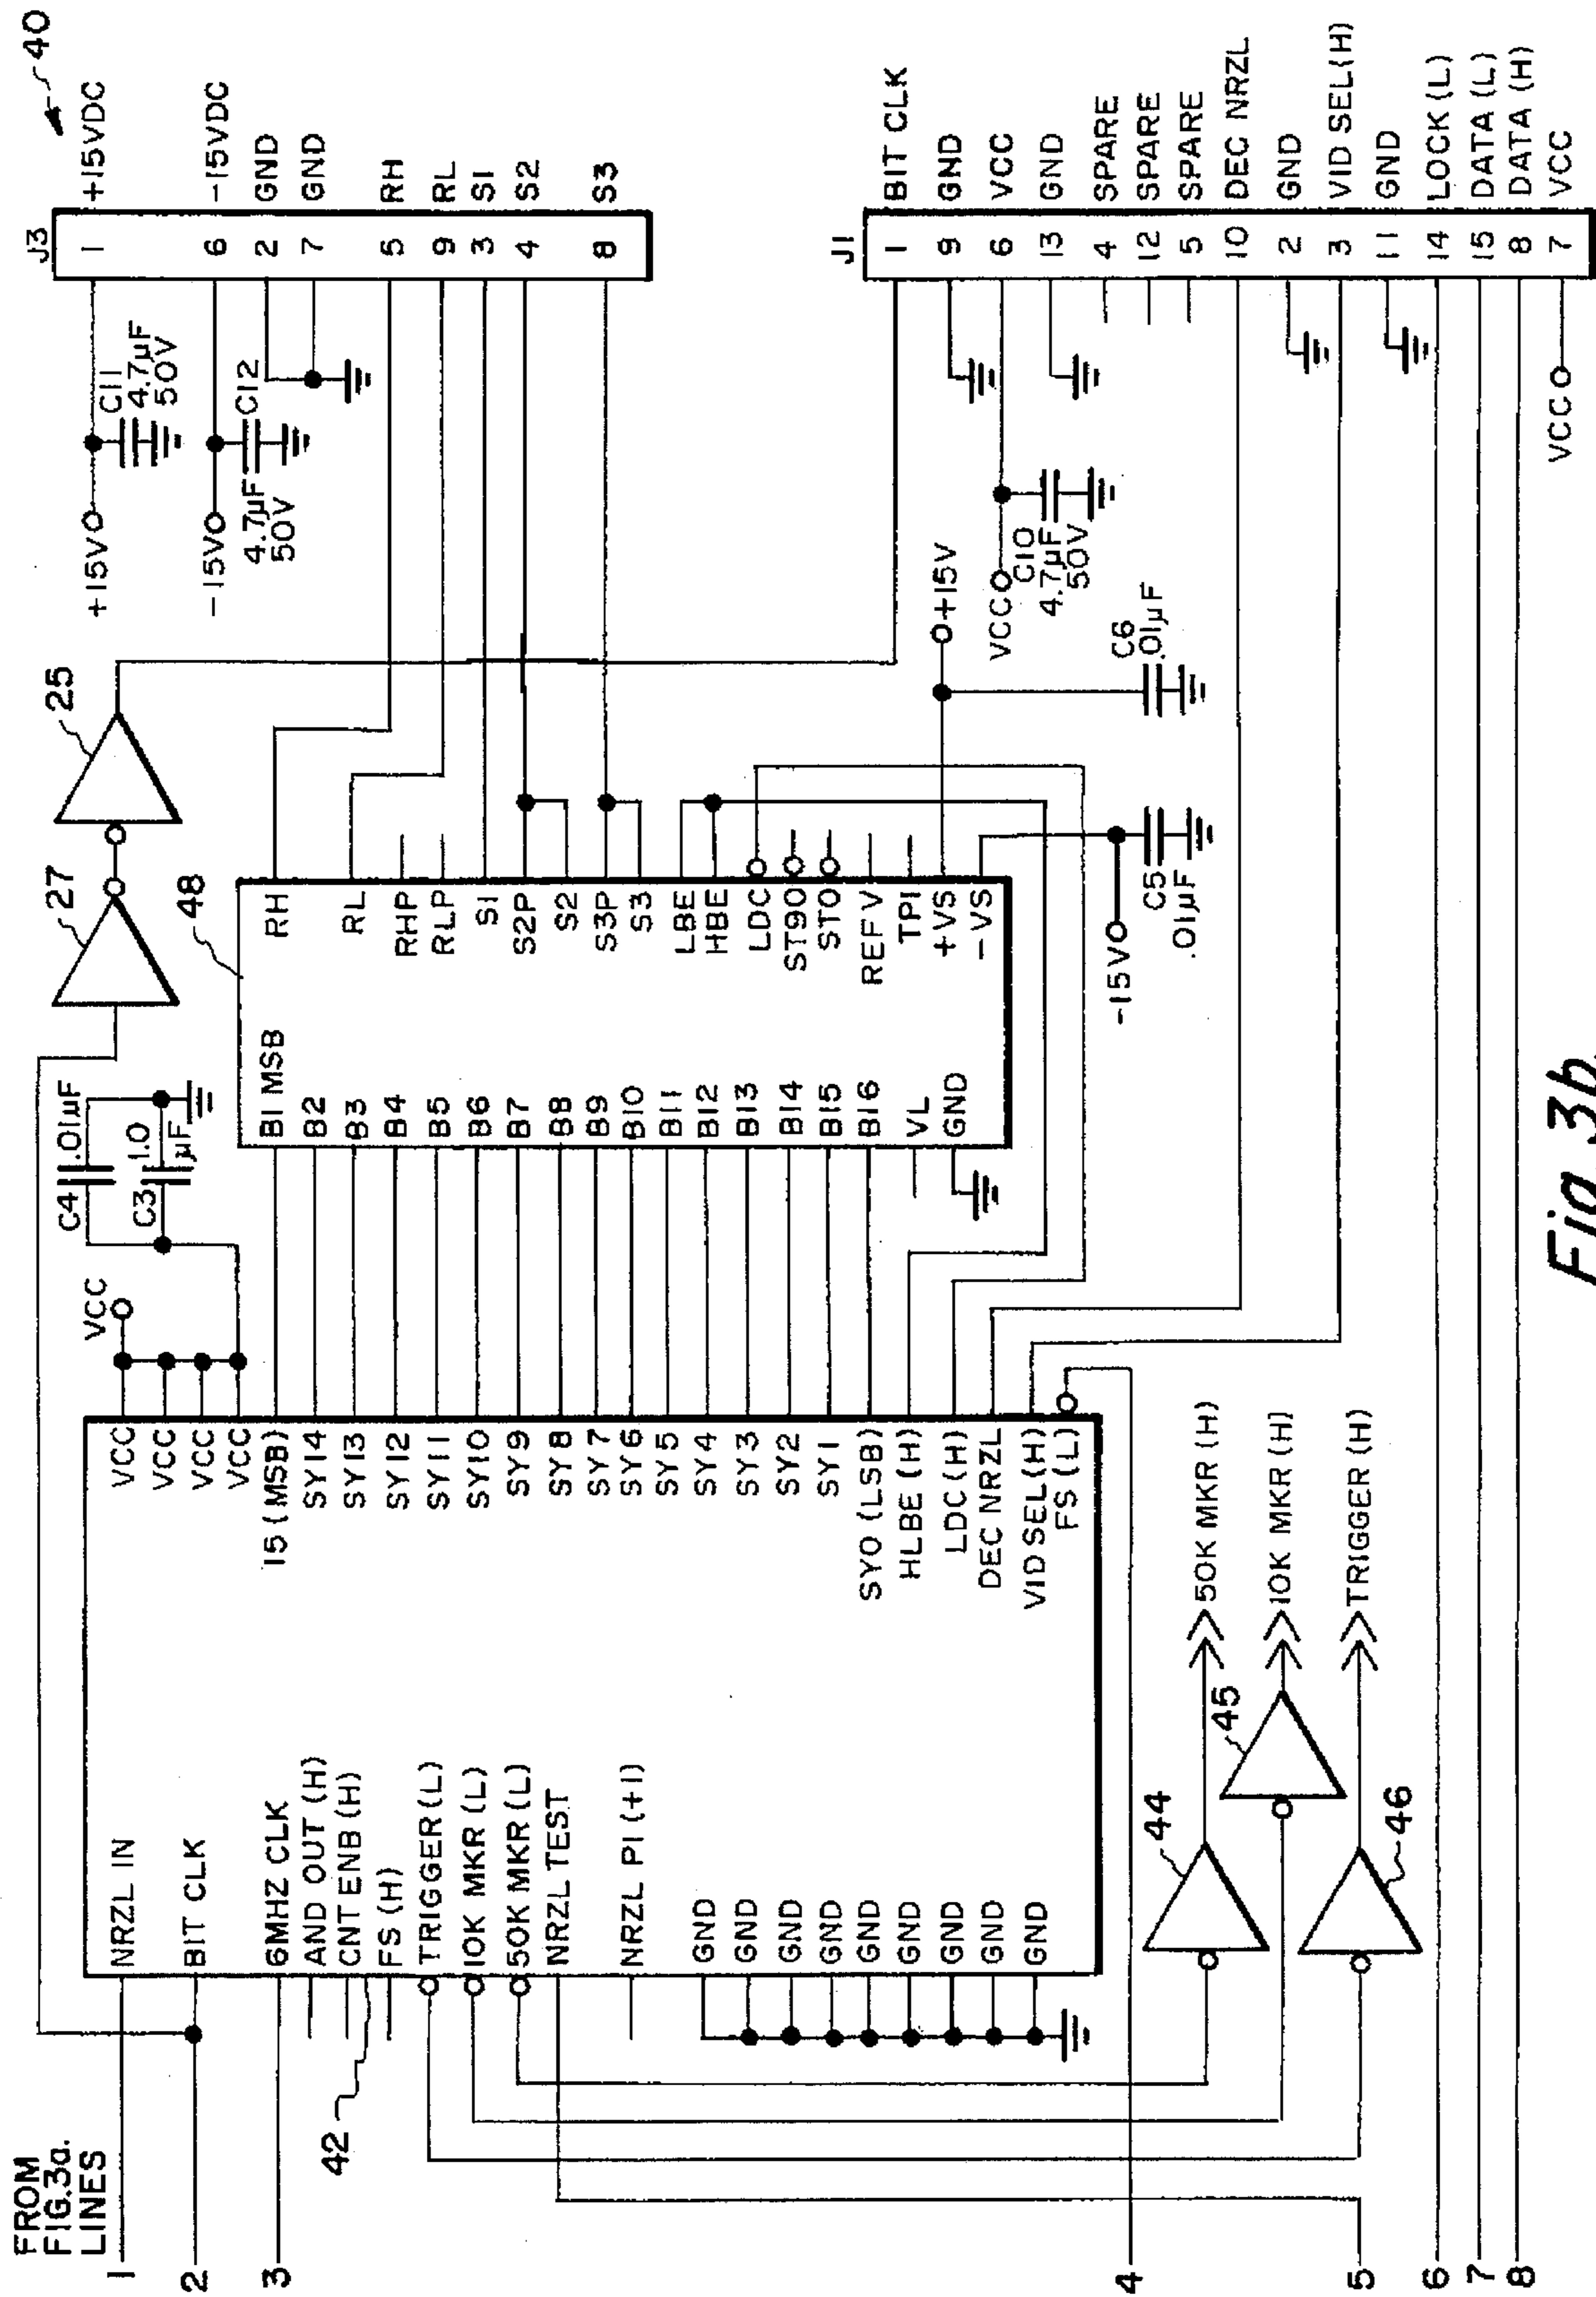 FROM
FIG.3a.
LINES
1
2
3
4
5
6
7
8
42
NRZL IN
BIT CLK
6MHZ CLK
AND OUT (H)
CNT ENB (H)
FS (H)
TRIGGER (L)
10K MKR (L)
50K MKR (L)
NRZL TEST
NRZL PI (+1)
GND
GND
GND
GND
GND
GND
GND
GND
GND
VCC
VCC
VCC
VCC
VCC
15 (MSB)
SY14
SY13
SY12
SY11
SY10
SY9
SY8
SY7
SY6
SY5
SY4
SY3
SY2
SY1
SY0 (LSB)
HLBE (H)
LDC (H)
DEC NRZL
VID SEL (H)
FS (L)
44
45
46
50K MKR (H)
10K MKR (H)
TRIGGER (H)
C4 .01µF
C3 1.0
µF
27
25
48
B1 MSB
B2
B3
B4
B5
B6
B7
B8
B9
B10
B11
B12
B13
B14
B15
B16
VL
GND
RH
RL
RHP
RLP
S1
S2P
S2
S3P
S3
LBE
HBE
LDC
ST90
ST0
REFV
TP1
+VS
-VS
-15V
C5
.01µF
+15V
C6
.01µF
VCC
C10
4.7µF
50V
+15V
C11
4.7µF
50V
-15V
C12
4.7µF
50V
40
J3
1 +15VDC
6 -15VDC
2 GND
7 GND
5 RH
9 RL
3 S1
4 S2
8 S3
J1
1 BIT CLK
9 GND
6 VCC
13 GND
4 SPARE
12 SPARE
5 SPARE
10 DEC NRZL
2 GND
3 VID SEL(H)
11 GND
14 LOCK (L)
15 DATA (L)
8 DATA (H)
VCC 7 VCC
Fig. 3b.